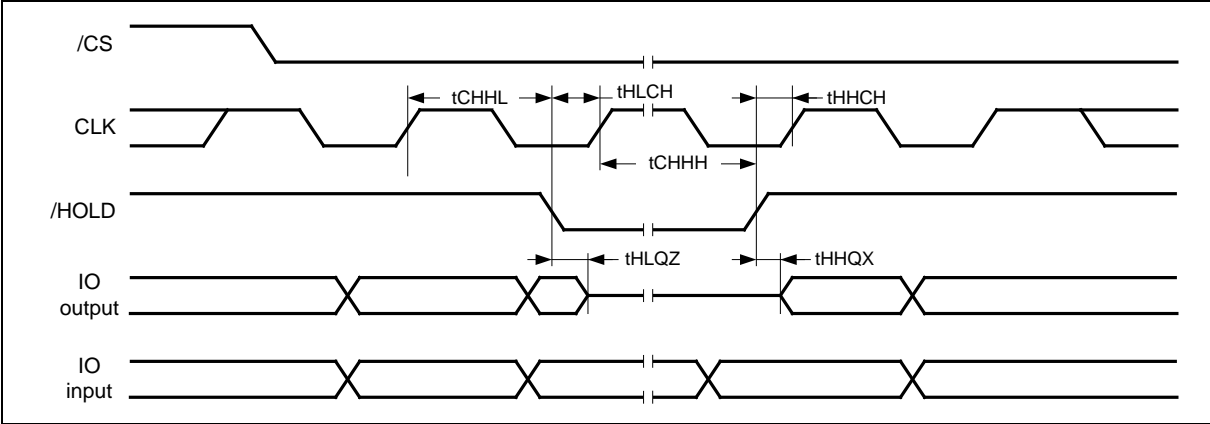 /CS
tCHHL
tHLCH
tHHCH
CLK
tCHHH
/HOLD
tHLQZ
tHHQX
IO
output
IO
input